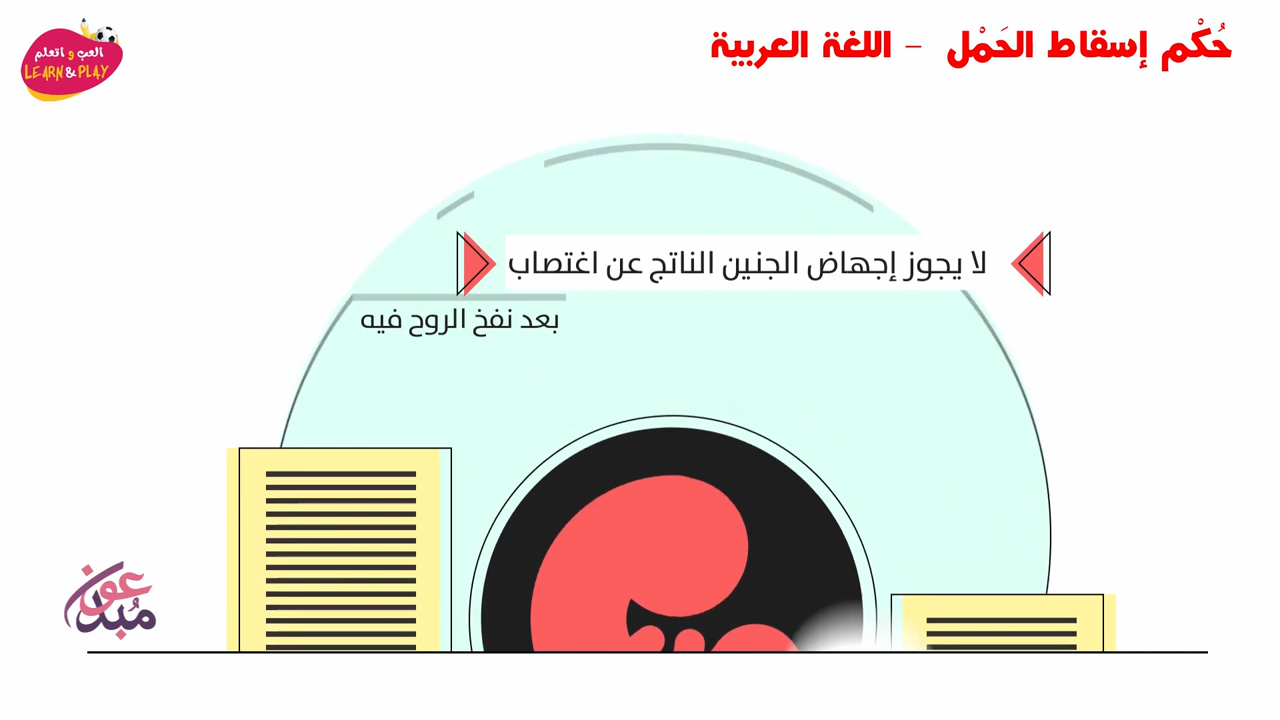 حُكْم إسقاط الحَمْل - اللغة العربية
العب و اتعلم
LEARN & PLAY
لا يجوز إجهاض الجنين الناتج عن اغتصاب
بعد نفخ الروح فيه
مُبدعون